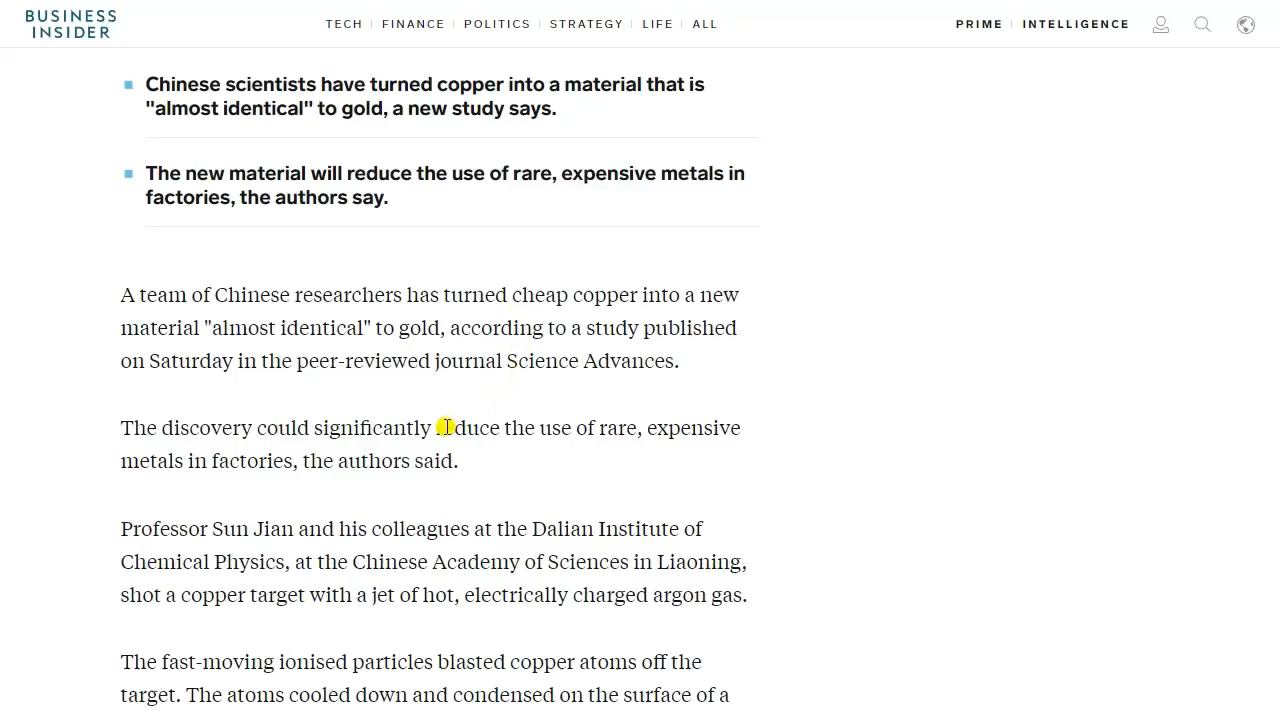 BUSINESS
INSIDER
TECH FINANCE POLITICS STRATEGY LIFE ALL
PRIME INTELLIGENCE
Chinese scientists have turned copper into a material that is
"almost identical" to gold, a new study says.
The new material will reduce the use of rare, expensive metals in
factories, the authors say.
A team of Chinese researchers has turned cheap copper into a new
material "almost identical" to gold, according to a study published
on Saturday in the peer-reviewed journal Science Advances.
The discovery could significantly reduce the use of rare, expensive
metals in factories, the authors said.
Professor Sun Jian and his colleagues at the Dalian Institute of
Chemical Physics, at the Chinese Academy of Sciences in Liaoning,
shot a copper target with a jet of hot, electrically charged argon gas.
The fast-moving ionised particles blasted copper atoms off the
target. The atoms cooled down and condensed on the surface of a